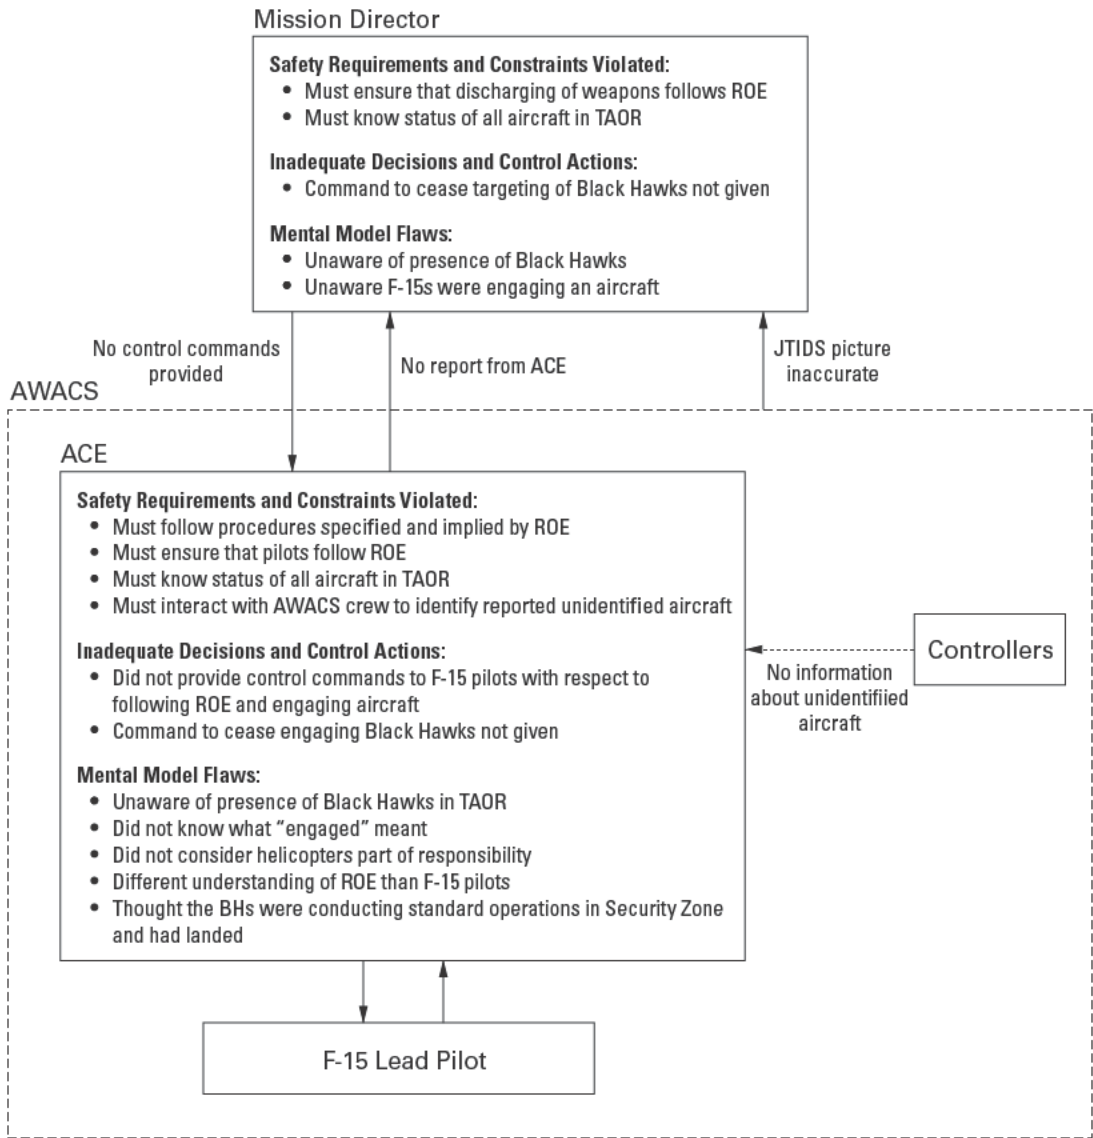 Mission Director
Safety Requirements and Constraints Violated:
• Must ensure that discharging of weapons follows ROE
• Must know status of all aircraft in TAOR
Inadequate Decisions and Control Actions:
• Command to cease targeting of Black Hawks not given
Mental Model Flaws:
• Unaware of presence of Black Hawks
• Unaware F-15s were engaging an aircraft
No control commands
provided
No report from ACE
JTIDS picture
inaccurate
AWACS
ACE
Safety Requirements and Constraints Violated:
• Must follow procedures specified and implied by ROE
• Must ensure that pilots follow ROE
• Must know status of all aircraft in TAOR
• Must interact with AWACS crew to identify reported unidentified aircraft
Inadequate Decisions and Control Actions:
• Did not provide control commands to F-15 pilots with respect to
following ROE and engaging aircraft
• Command to cease engaging Black Hawks not given
Mental Model Flaws:
• Unaware of presence of Black Hawks in TAOR
• Did not know what “engaged” meant
• Did not consider helicopters part of responsibility
• Different understanding of ROE than F-15 pilots
• Thought the BHs were conducting standard operations in Security Zone
and had landed
Controllers
No information
about unidentifiied
aircraft
F-15 Lead Pilot